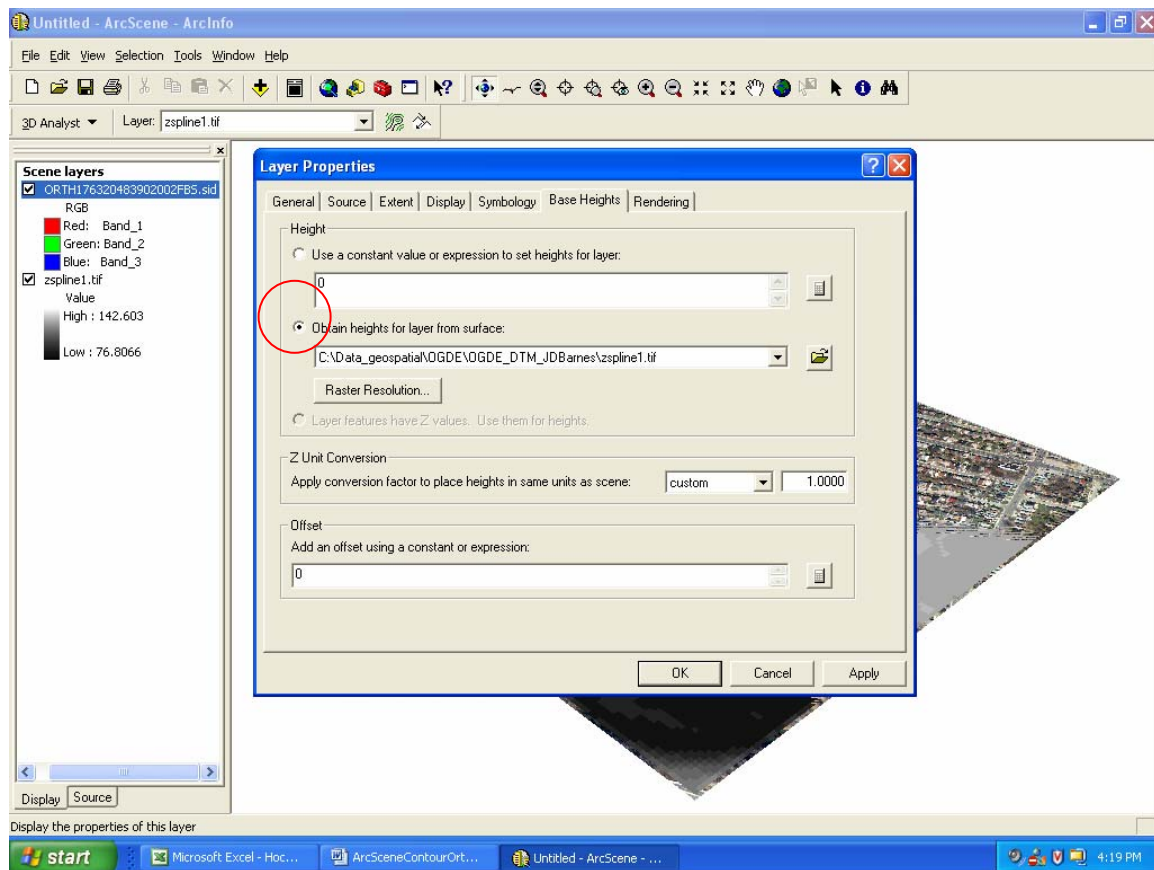 Untitled - ArcScene - ArcInfo
File Edit View Selection Tools Window Help
3D Analyst Layer: zspline1.tif
Scene layers
ORTH176320483902002FBS.sid
RGB
Red: Band_1
Green: Band_2
Blue: Band_3
zspline1.tif
Value
High : 142.603
Low : 76.8066
Display Source
Layer Properties
General Source Extent Display Symbology Base Heights Rendering
Height
Use a constant value or expression to set heights for layer:
0
Obtain heights for layer from surface:
C:\Data_geospatial\OGDE\OGDE_DTM_JDBarnes\zspline1.tif
Raster Resolution...
Layer features have Z values. Use them for heights.
Z Unit Conversion
Apply conversion factor to place heights in same units as scene: custom 1.0000
Offset
Add an offset using a constant or expression:
0
OK Cancel Apply
Display the properties of this layer
start Microsoft Excel - Hoc... ArcSceneContourOrt... Untitled - ArcScene - ... 4:19 PM